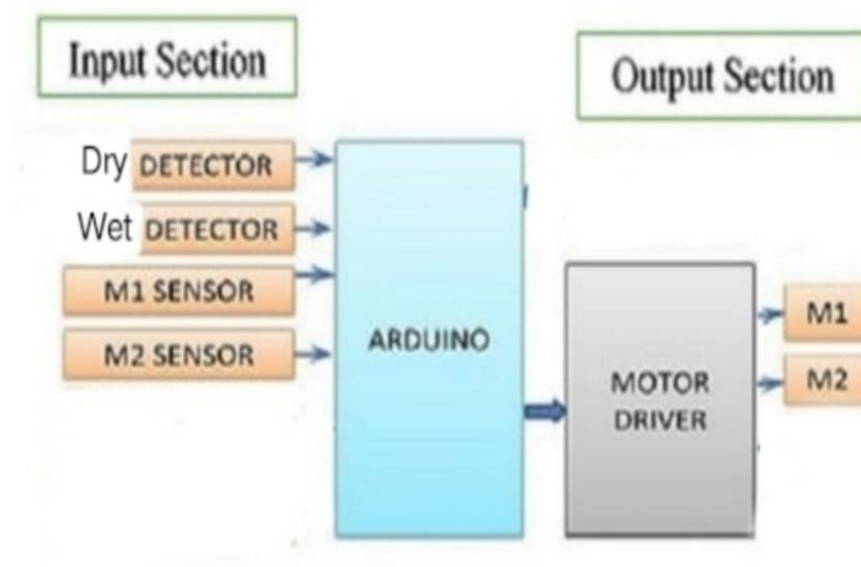 Input Section
Output Section
Dry DETECTOR
Wet DETECTOR
M1 SENSOR
M2 SENSOR
ARDUINO
MOTOR
DRIVER
M1
M2